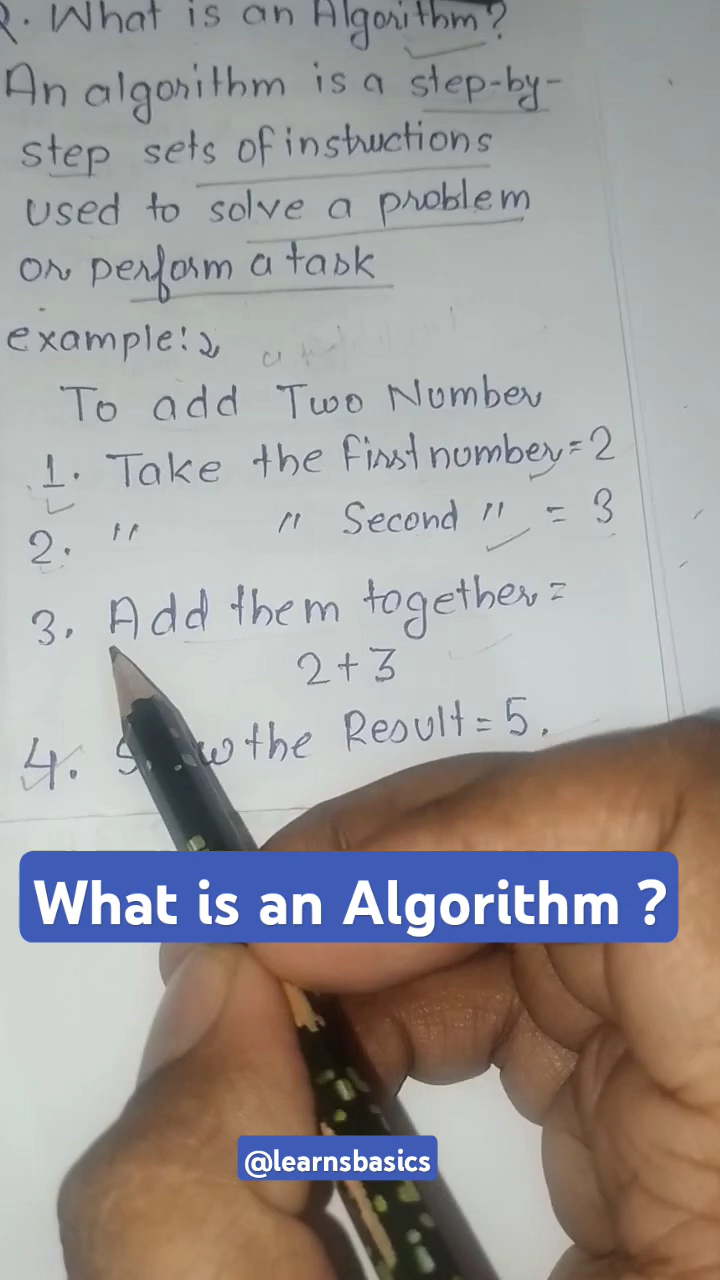 Q. What is an Algorithm?
An algorithm is a step-by-
step sets of instructions
used to solve a problem
or perform a task
example:
To add Two Number
1. Take the first number = 2
2. " " Second " = 3
3. Add them together =
2+3
4. the Result = 5.
What is an Algorithm ?
@learnsbasics